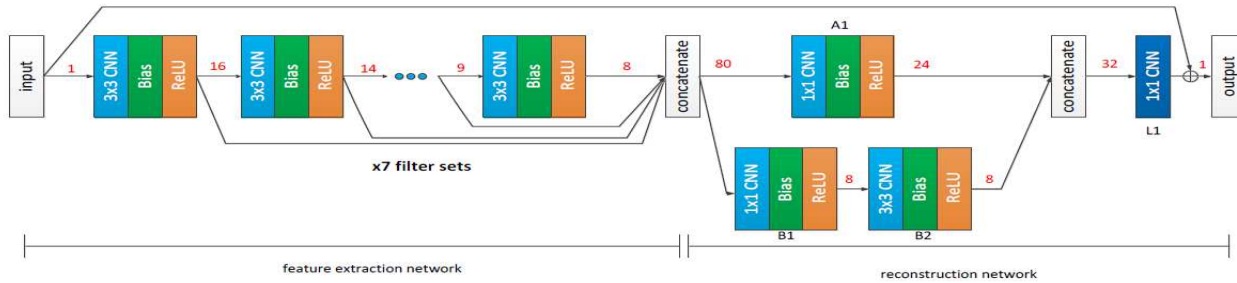 input
1
3x3 CNN
Bias
ReLU
16
3x3 CNN
Bias
ReLU
14
9
3x3 CNN
Bias
ReLU
8
concatenate
80
A1
1x1 CNN
Bias
ReLU
24
concatenate
32
1x1 CNN
L1
1
output
x7 filter sets
1x1 CNN
Bias
ReLU
B1
8
3x3 CNN
Bias
ReLU
B2
8
feature extraction network
reconstruction network